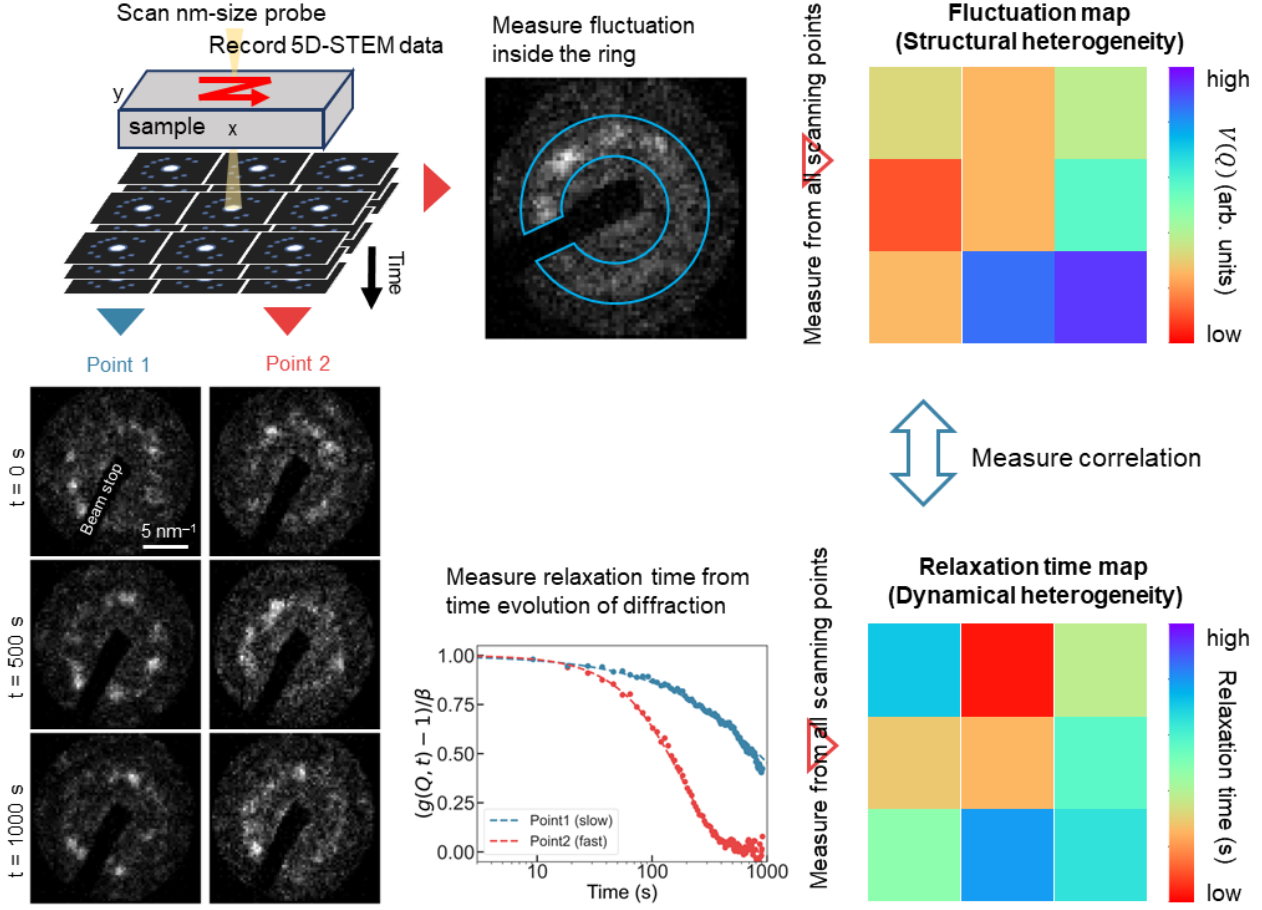 Scan nm-size probe
Record 5D-STEM data
y
sample
x
Time
Point 1
Point 2
t = 0 s
Beam stop
5 nm⁻¹
t = 500 s
t = 1000 s
Measure fluctuation
inside the ring
Measure from all scanning points
Fluctuation map
(Structural heterogeneity)
high
V(Q) (arb. units)
low
Measure correlation
Measure relaxation time from
time evolution of diffraction
(g(Q, t) − 1)/β
1.00
0.75
0.50
0.25
0.00
Point1 (slow)
Point2 (fast)
10
100
1000
Time (s)
Measure from all scanning points
Relaxation time map
(Dynamical heterogeneity)
high
Relaxation time (s)
low